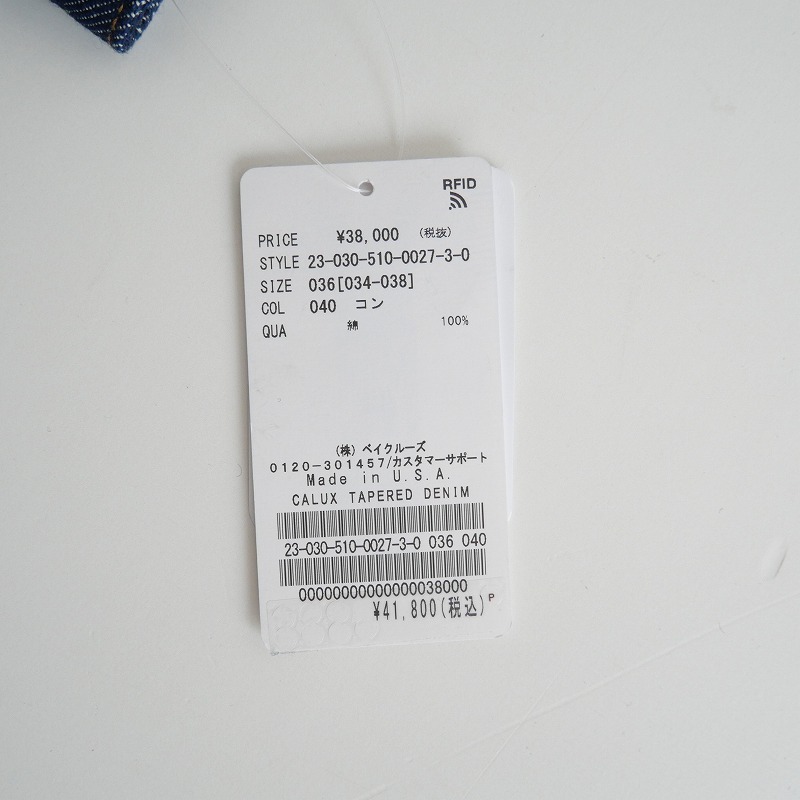 RFID
PRICE ¥38,000 (税抜)
STYLE 23-030-510-0027-3-0
SIZE 036[034-038]
COL 040 コン
QUA 綿 100%
(株) ベイクルーズ
0120-301457/カスタマーサポート
Made in U.S.A.
CALUX TAPERED DENIM
23-030-510-0027-3-0 036 040
00000000000000038000
¥41,800(税込) P